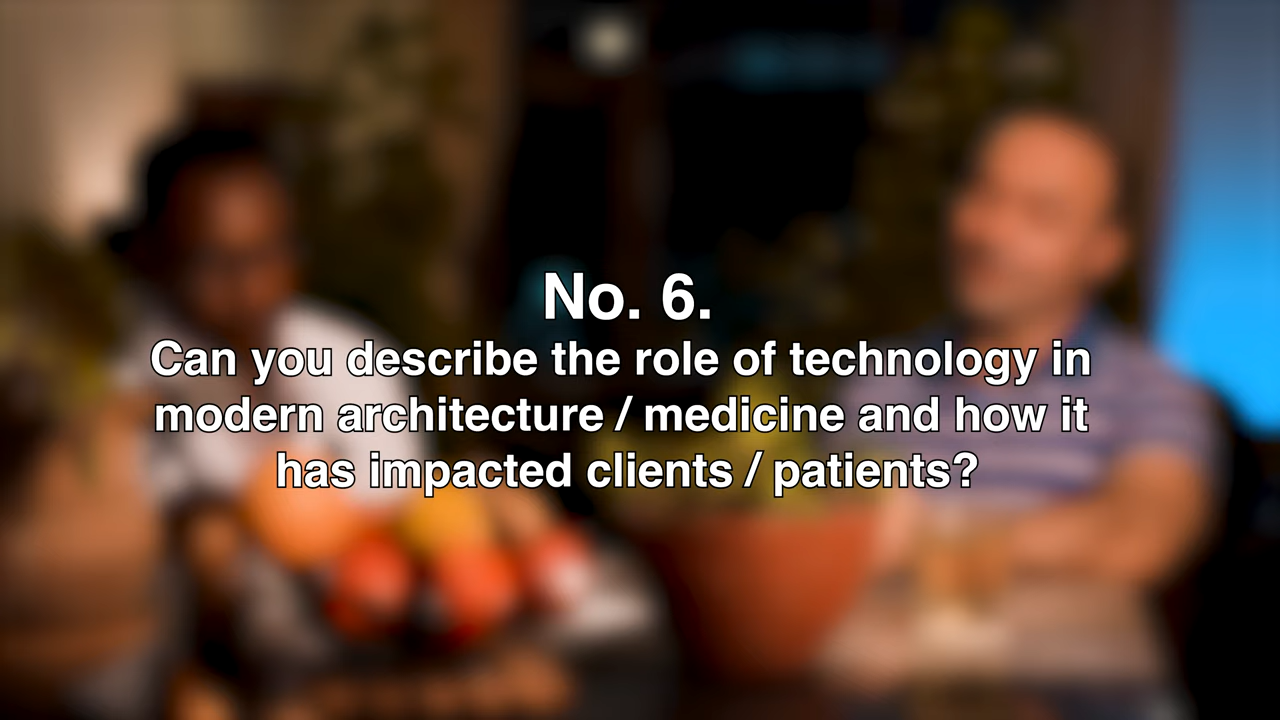 No. 6.
Can you describe the role of technology in
modern architecture / medicine and how it
has impacted clients / patients?